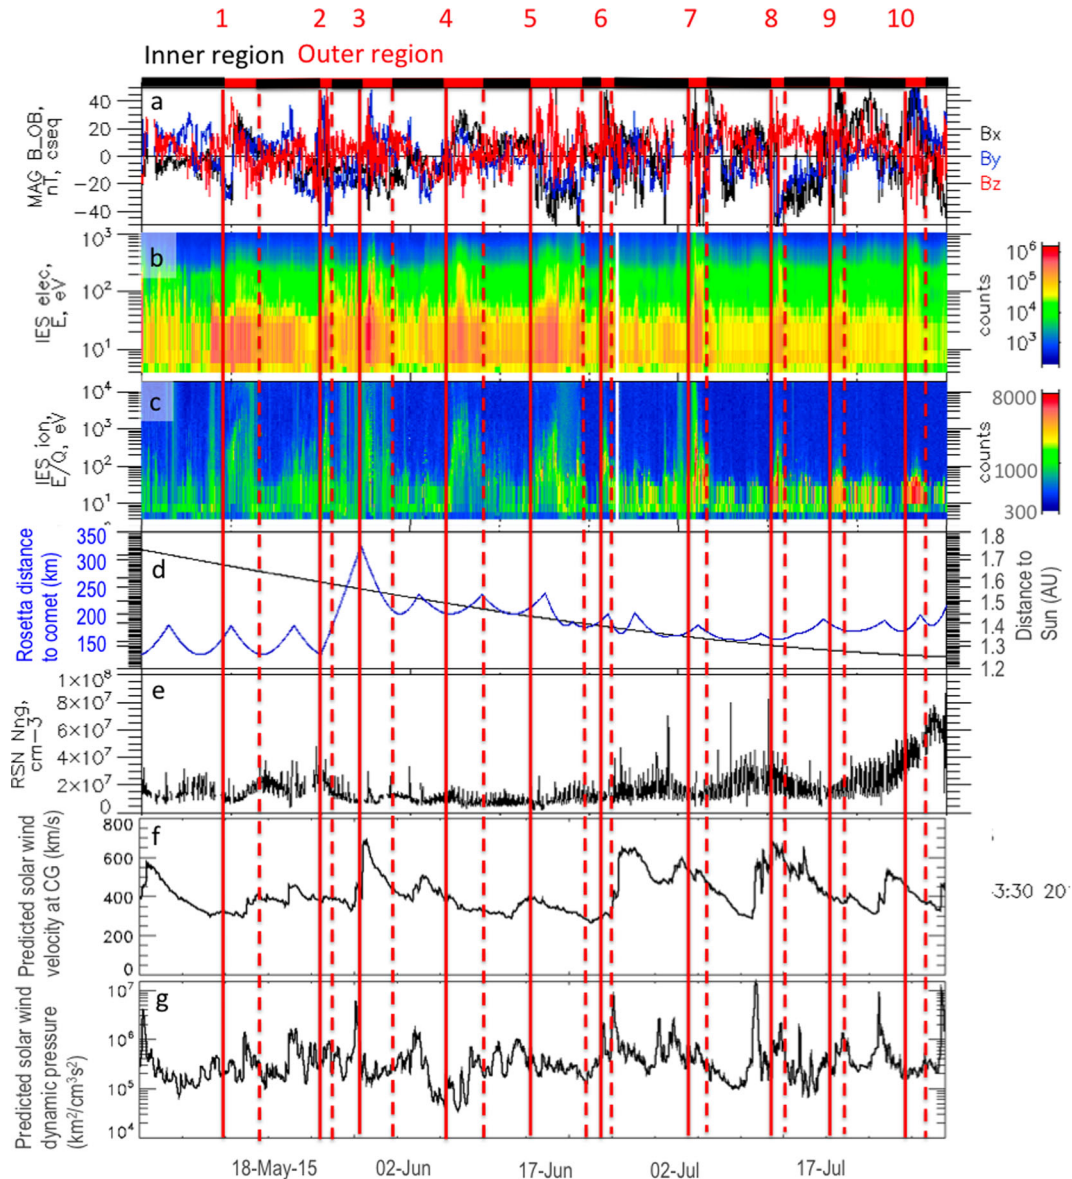 1 2 3 4 5 6 7 8 9 10
Inner region Outer region
a
MAG B_OB,
nT, cseq
40
20
0
−20
−40
Bx
By
Bz
b
IES elec,
E, eV
10³
10²
10¹
10⁶
10⁵
10⁴
10³
counts
c
IES ion,
E/Q, eV
10⁴
10³
10²
10¹
8000
1000
300
counts
d
Rosetta distance
to comet (km)
350
300
250
200
150
1.8
1.7
1.6
1.5
1.4
1.3
1.2
Distance to
Sun (AU)
e
RSN Nng,
cm−3
1×10⁸
8×10⁷
6×10⁷
4×10⁷
2×10⁷
0
f
Predicted solar wind
velocity at CG (km/s)
800
600
400
200
0
3:30 20
g
Predicted solar wind
dynamic pressure
(km²/cm³s²)
10⁷
10⁶
10⁵
10⁴
18-May-15 02-Jun 17-Jun 02-Jul 17-Jul